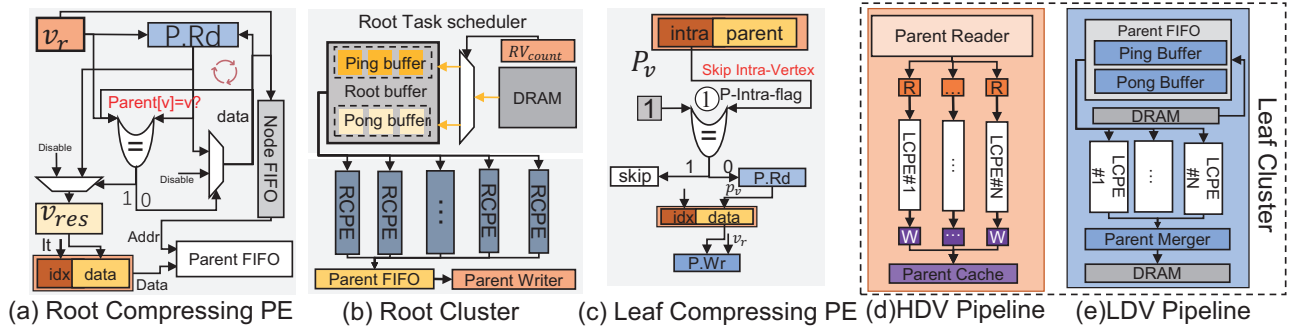 v_r
P.Rd
Parent[v]=v?
data
Node FIFO
=
Disable
Disable
1 0
v_res
It
Addr
idx data
Data
Parent FIFO
(a) Root Compressing PE
Root Task scheduler
RV_count
Ping buffer
Root buffer
DRAM
Pong buffer
RCPE
RCPE
...
RCPE
RCPE
Parent FIFO
Parent Writer
(b) Root Cluster
intra parent
P_v
Skip Intra-Vertex
1
①
P-Intra-flag
=
1 0
skip
P.Rd
p_v
idx data
v_r
P.Wr
(c) Leaf Compressing PE
Parent Reader
R ... R
LCPE#1
...
LCPE#N
W ... W
Parent Cache
(d)HDV Pipeline
Parent FIFO
Ping Buffer
Pong Buffer
DRAM
LCPE #1
...
LCPE #N
Parent Merger
DRAM
(e)LDV Pipeline
Leaf Cluster